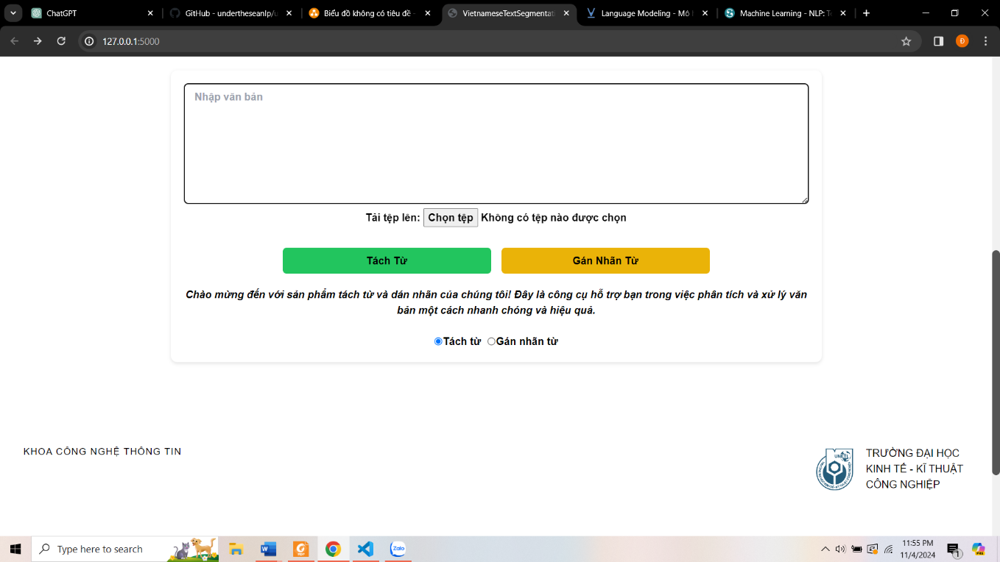 ChatGPT
GitHub - undertheseanlp/u
Biểu đồ không có tiêu đề -
VietnameseTextSegmentati
Language Modeling - Mô h
Machine Learning - NLP: T
127.0.0.1:5000
Đ
Nhập văn bản
Tải tệp lên: Chọn tệp Không có tệp nào được chọn
Tách Từ
Gán Nhãn Từ
Chào mừng đến với sản phẩm tách từ và dán nhãn của chúng tôi! Đây là công cụ hỗ trợ bạn trong việc phân tích và xử lý văn
bản một cách nhanh chóng và hiệu quả.
Tách từ Gán nhãn từ
KHOA CÔNG NGHỆ THÔNG TIN
UNETI
TRƯỜNG ĐẠI HỌC
KINH TẾ - KĨ THUẬT
CÔNG NGHIỆP
Type here to search
Zalo
11:55 PM
11/4/2024
1
PRE